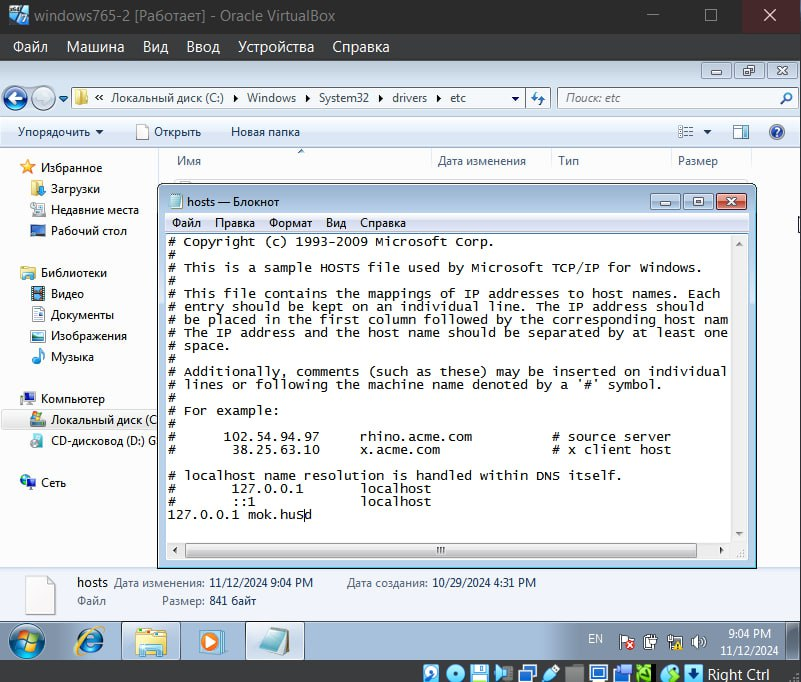 windows765-2 [Работает] - Oracle VirtualBox
Файл Машина Вид Ввод Устройства Справка
« Локальный диск (C:) Windows System32 drivers etc
Поиск: etc
Упорядочить Открыть Новая папка
Имя Дата изменения Тип Размер
Избранное
Загрузки
Недавние места
Рабочий стол
Библиотеки
Видео
Документы
Изображения
Музыка
Компьютер
Локальный диск (C
CD-дисковод (D:) G
Сеть
hosts — Блокнот
Файл Правка Формат Вид Справка
# Copyright (c) 1993-2009 Microsoft Corp.
#
# This is a sample HOSTS file used by Microsoft TCP/IP for Windows.
#
# This file contains the mappings of IP addresses to host names. Each
# entry should be kept on an individual line. The IP address should
# be placed in the first column followed by the corresponding host nam
# The IP address and the host name should be separated by at least one
# space.
#
# Additionally, comments (such as these) may be inserted on individual
# lines or following the machine name denoted by a '#' symbol.
#
# For example:
#
# 102.54.94.97 rhino.acme.com # source server
# 38.25.63.10 x.acme.com # x client host
# localhost name resolution is handled within DNS itself.
# 127.0.0.1 localhost
# ::1 localhost
127.0.0.1 mok.huSd
hosts Дата изменения: 11/12/2024 9:04 PM Дата создания: 10/29/2024 4:31 PM
Файл Размер: 841 байт
EN
9:04 PM
11/12/2024
Right Ctrl